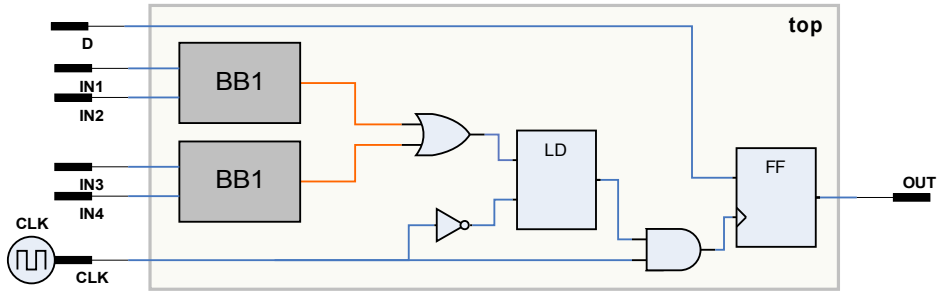 top
D
IN1
IN2
BB1
IN3
IN4
BB1
LD
FF
OUT
CLK
CLK